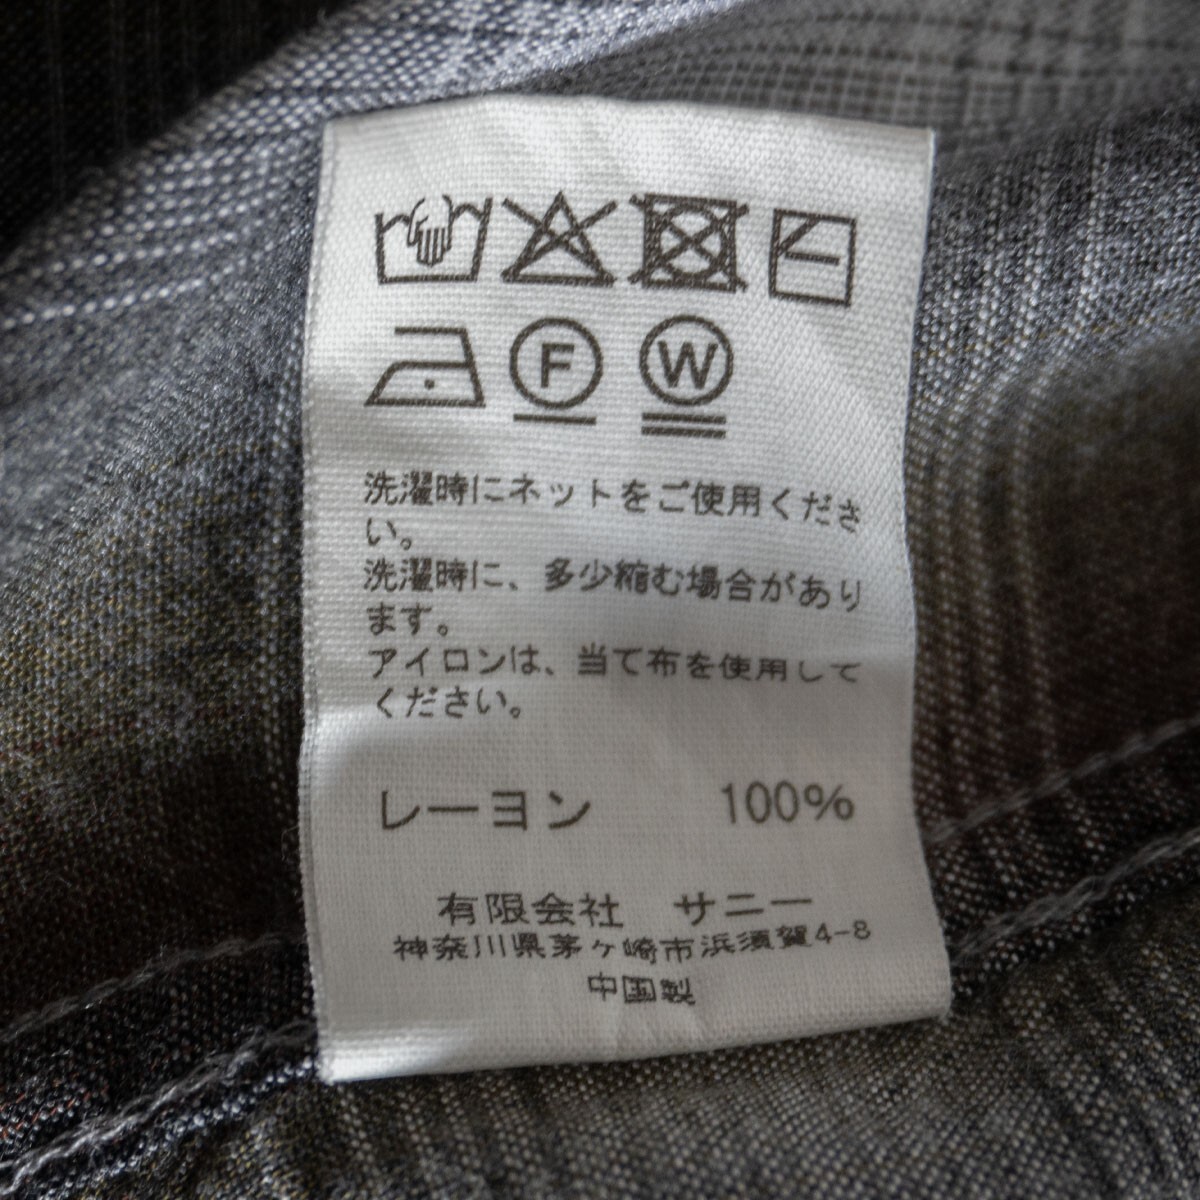 F W
洗濯時にネットをご使用くださ
い。
洗濯時に、多少縮む場合があり
ます。
アイロンは、当て布を使用して
ください。
レーヨン 100%
有限会社 サニー
神奈川県茅ヶ崎市浜須賀4-8
中国製